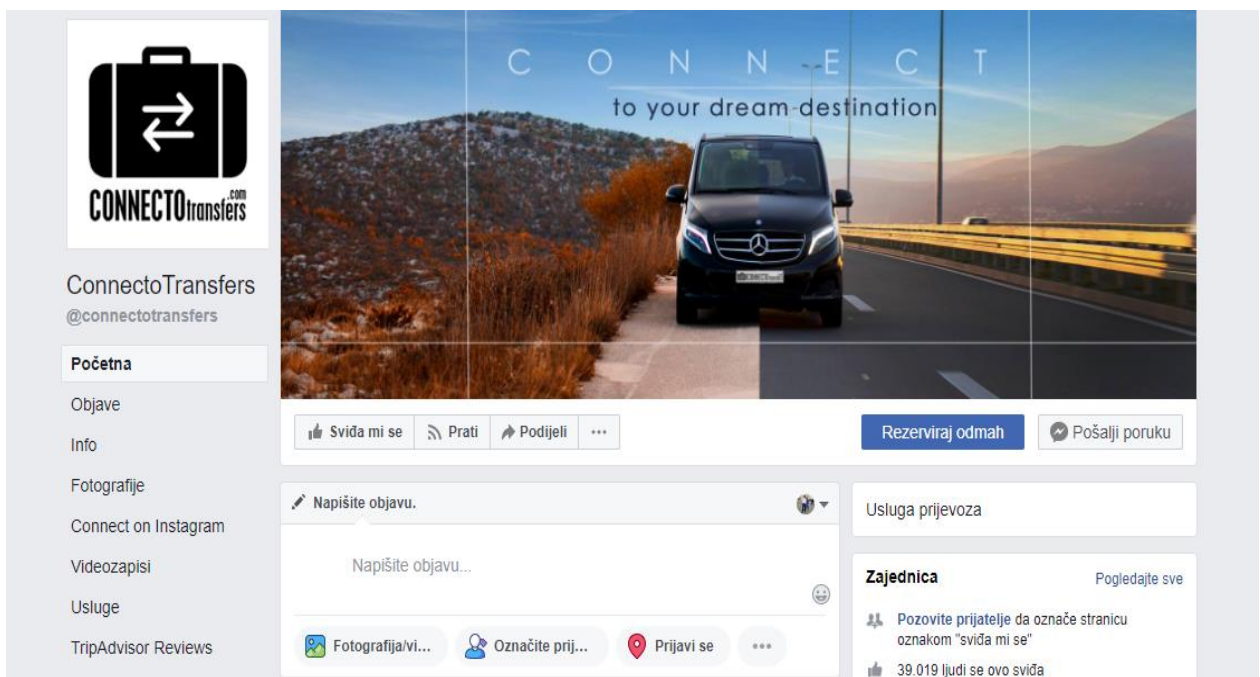 CONNECTOtransfers
.com
CONNECT
to your dream destination
ConnectoTransfers
@connectotransfers
Početna
Objave
Info
Fotografije
Connect on Instagram
Videozapisi
Usluge
TripAdvisor Reviews
Sviđa mi se
Prati
Podijeli
Rezerviraj odmah
Pošalji poruku
Napišite objavu.
Napišite objavu...
Fotografija/vi...
Označite prij...
Prijavi se
Usluga prijevoza
Zajednica
Pogledajte sve
Pozovite prijatelje da označe stranicu
oznakom "sviđa mi se"
39.019 ljudi se ovo sviđa